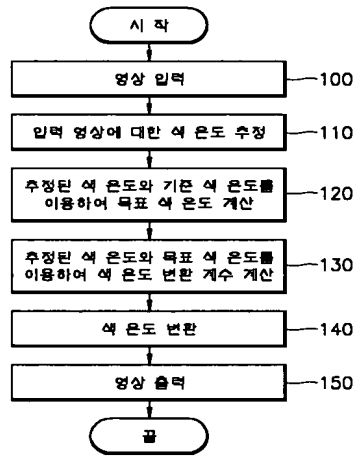 시 작
영상 입력
100
입력 영상에 대한 색 온도 추정
110
추정된 색 온도와 기준 색 온도를
이용하여 목표 색 온도 계산
120
추정된 색 온도와 목표 색 온도를
이용하여 색 온도 변환 계수 계산
130
색 온도 변환
140
영상 출력
150
끝